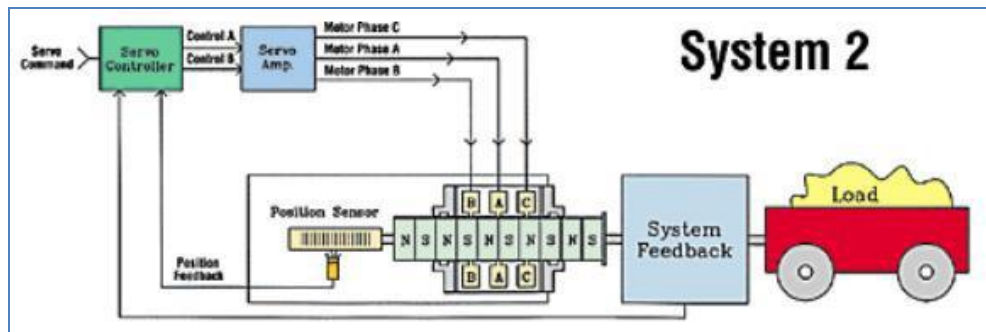 Motor Phase C
Control A
Motor Phase A
Servo Command
Servo Controller
Servo Amp.
Control B
Motor Phase B
System 2
B A C
Load
Position Sensor
N S N S N S N S N S
System Feedback
Position Feedback
B A C